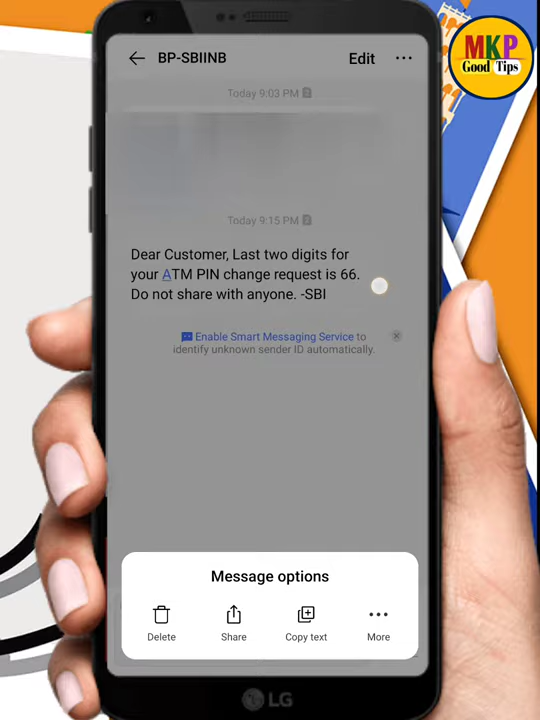 MKP
Good Tips
BP-SBIINB
Edit
Today 9:03 PM
Today 9:15 PM
Dear Customer, Last two digits for
your ATM PIN change request is 66.
Do not share with anyone. -SBI
Enable Smart Messaging Service to
identify unknown sender ID automatically.
Message options
Delete
Share
Copy text
More
LG